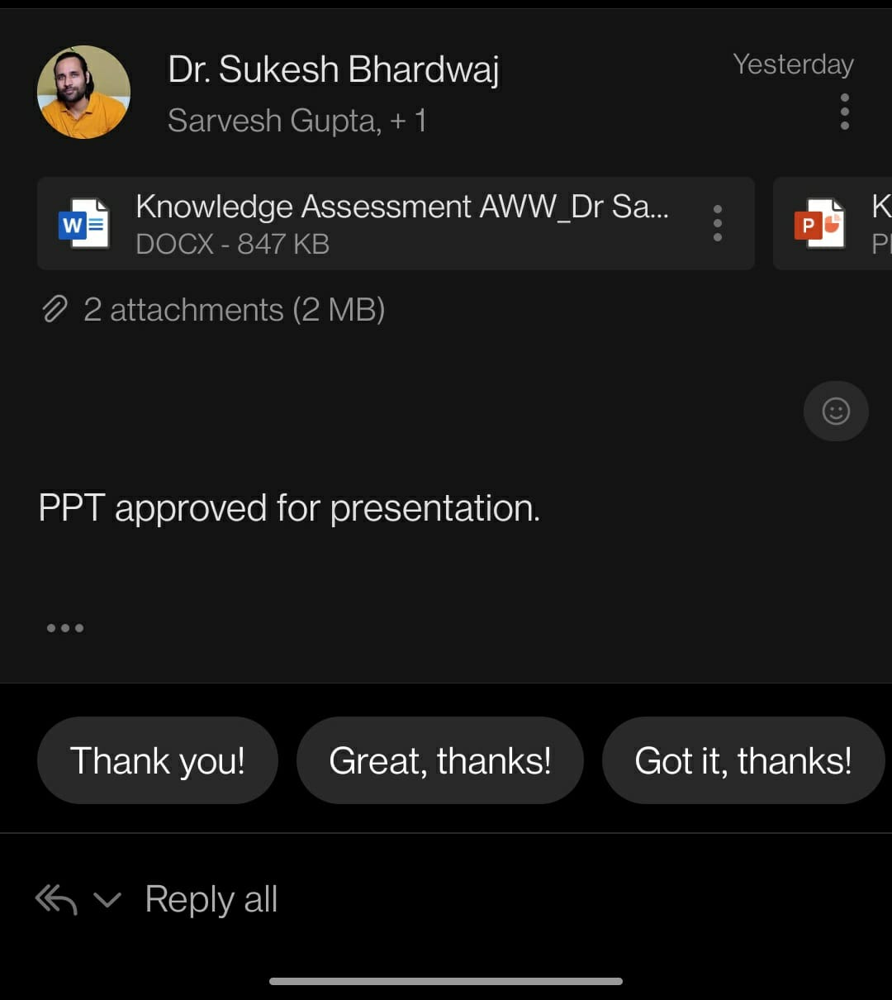 Dr. Sukesh Bhardwaj
Yesterday
Sarvesh Gupta, + 1
W
Knowledge Assessment AWW_Dr Sa...
DOCX - 847 KB
P
K
2 attachments (2 MB)
PPT approved for presentation.
Thank you!
Great, thanks!
Got it, thanks!
Reply all